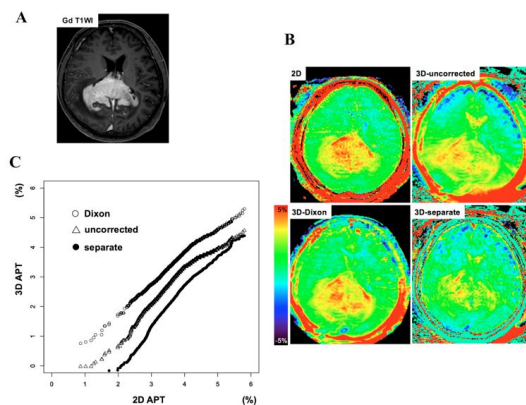 A
Gd T1WI
B
2D
3D-uncorrected
3D-Dixon
3D-separate
5%
-5%
C
(%)
3D APT
6
5
4
3
2
1
0
Dixon
uncorrected
separate
0
1
2
3
4
5
6
2D APT
(%)